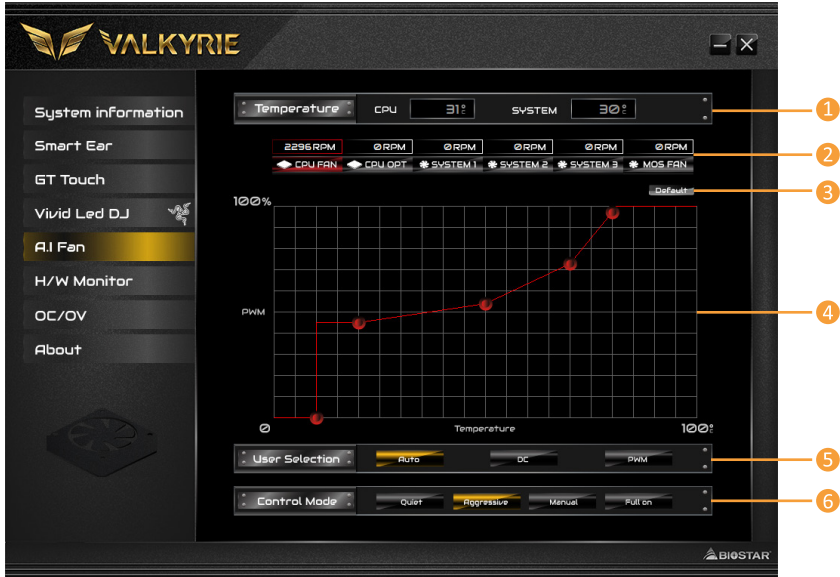 VALKYRIE
System information
Smart Ear
GT Touch
Vivid Led DJ
A.I Fan
H/W Monitor
OC/OV
About
Temperature CPU 31°C SYSTEM 30°C
1
2296RPM 0RPM 0RPM 0RPM 0RPM 0RPM
CPU FAN CPU OPT SYSTEM 1 SYSTEM 2 SYSTEM 3 MOS FAN
2
Default
3
100%
PWM
4
0 Temperature 100°C
User Selection Auto DC PWM
5
Control Mode Quiet Aggressive Manual Full on
6
BIOSTAR